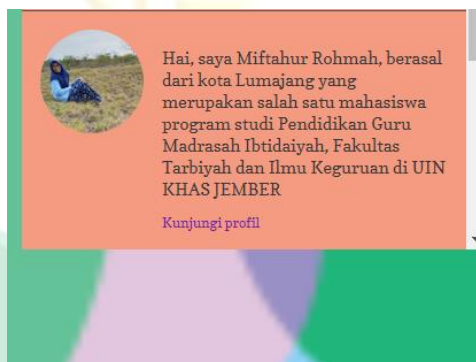 Hai, saya Miftahur Rohmah, berasal
dari kota Lumajang yang
merupakan salah satu mahasiswa
program studi Pendidikan Guru
Madrasah Ibtidaiyah, Fakultas
Tarbiyah dan Ilmu Keguruan di UIN
KHAS JEMBER
Kunjungi profil